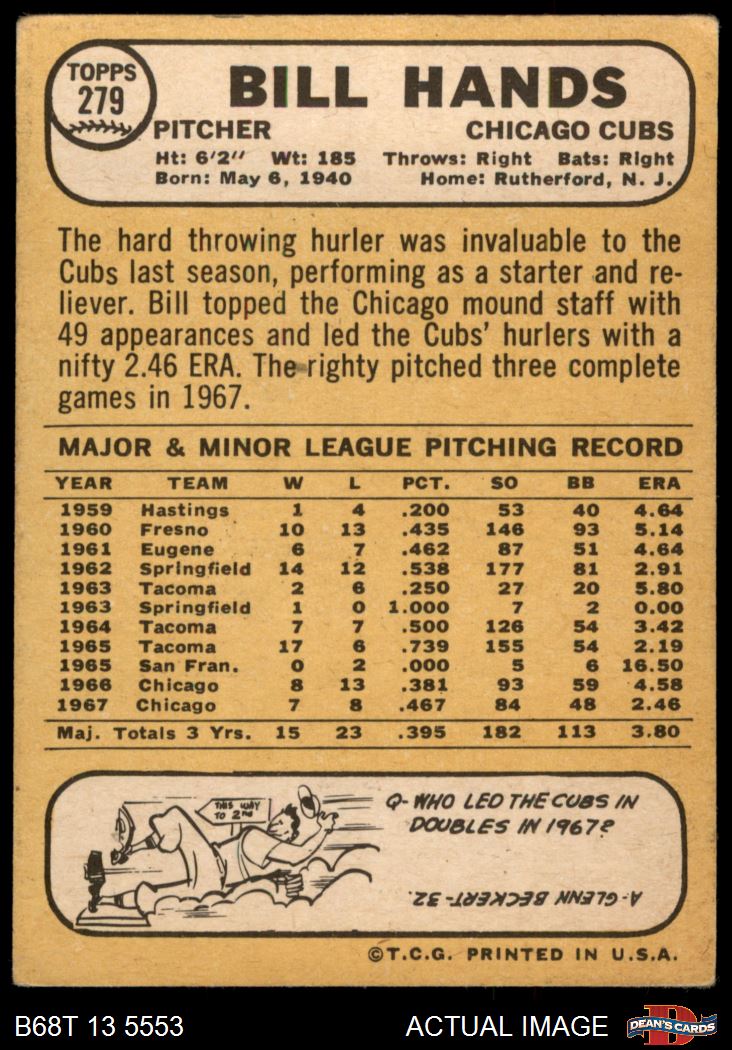 TOPPS
279
BILL HANDS
PITCHER CHICAGO CUBS
Ht: 6'2" Wt: 185 Throws: Right Bats: Right
Born: May 6, 1940 Home: Rutherford, N. J.
The hard throwing hurler was invaluable to the
Cubs last season, performing as a starter and re-
liever. Bill topped the Chicago mound staff with
49 appearances and led the Cubs' hurlers with a
nifty 2.46 ERA. The righty pitched three complete
games in 1967.
MAJOR & MINOR LEAGUE PITCHING RECORD
YEAR TEAM W L PCT. SO BB ERA
1959 Hastings 1 4 .200 53 40 4.64
1960 Fresno 10 13 .435 146 93 5.14
1961 Eugene 6 7 .462 87 51 4.64
1962 Springfield 14 12 .538 177 81 2.91
1963 Tacoma 2 6 .250 27 20 5.80
1963 Springfield 1 0 1.000 7 2 0.00
1964 Tacoma 7 7 .500 126 54 3.42
1965 Tacoma 17 6 .739 155 54 2.19
1965 San Fran. 0 2 .000 5 6 16.50
1966 Chicago 8 13 .381 93 59 4.58
1967 Chicago 7 8 .467 84 48 2.46
Maj. Totals 3 Yrs. 15 23 .395 182 113 3.80
THIS WAY
TO 2nd
Q-WHO LED THE CUBS IN
DOUBLES IN 1967?
A-GLENN BECKERT-32.
©T.C.G. PRINTED IN U.S.A.
B68T 13 5553 ACTUAL IMAGE
D
DEAN'S CARDS